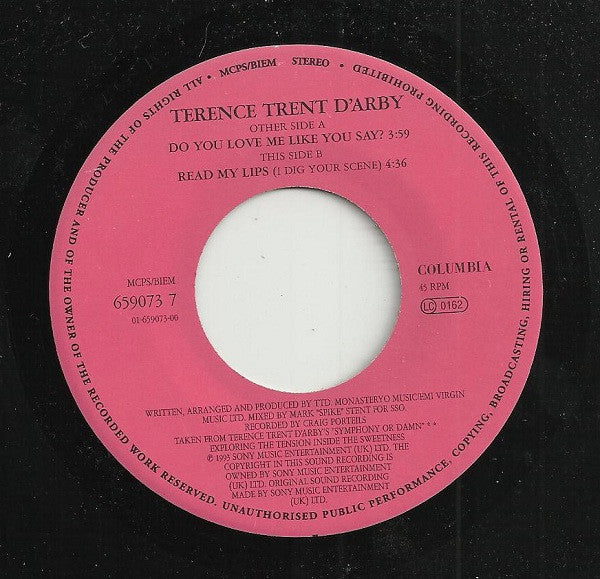 ALL RIGHTS OF THE PRODUCER AND OF THE OWNER OF THE RECORDED WORK RESERVED. UNAUTHORISED PUBLIC PERFORMANCE, COPYING, BROADCASTING, HIRING OR RENTAL OF THIS RECORDING PROHIBITED
• MCPS/BIEM STEREO •
TERENCE TRENT D'ARBY
OTHER SIDE A
DO YOU LOVE ME LIKE YOU SAY? 3:59
THIS SIDE B
READ MY LIPS (I DIG YOUR SCENE) 4:36
MCPS/BIEM
659073 7
01-659073-00
COLUMBIA
45 RPM
LC 0162
WRITTEN, ARRANGED AND PRODUCED BY TTD. MONASTERYO MUSIC/EMI VIRGIN
MUSIC LTD. MIXED BY MARK "SPIKE" STENT FOR SSO.
RECORDED BY CRAIG PORTEILS
TAKEN FROM TERENCE TRENT D'ARBY'S "SYMPHONY OR DAMN" * *
EXPLORING THE TENSION INSIDE THE SWEETNESS
℗ 1993 SONY MUSIC ENTERTAINMENT (UK) LTD. THE
COPYRIGHT IN THIS SOUND RECORDING IS
OWNED BY SONY MUSIC ENTERTAINMENT
(UK) LTD. ORIGINAL SOUND RECORDING
MADE BY SONY MUSIC ENTERTAINMENT
(UK) LTD.